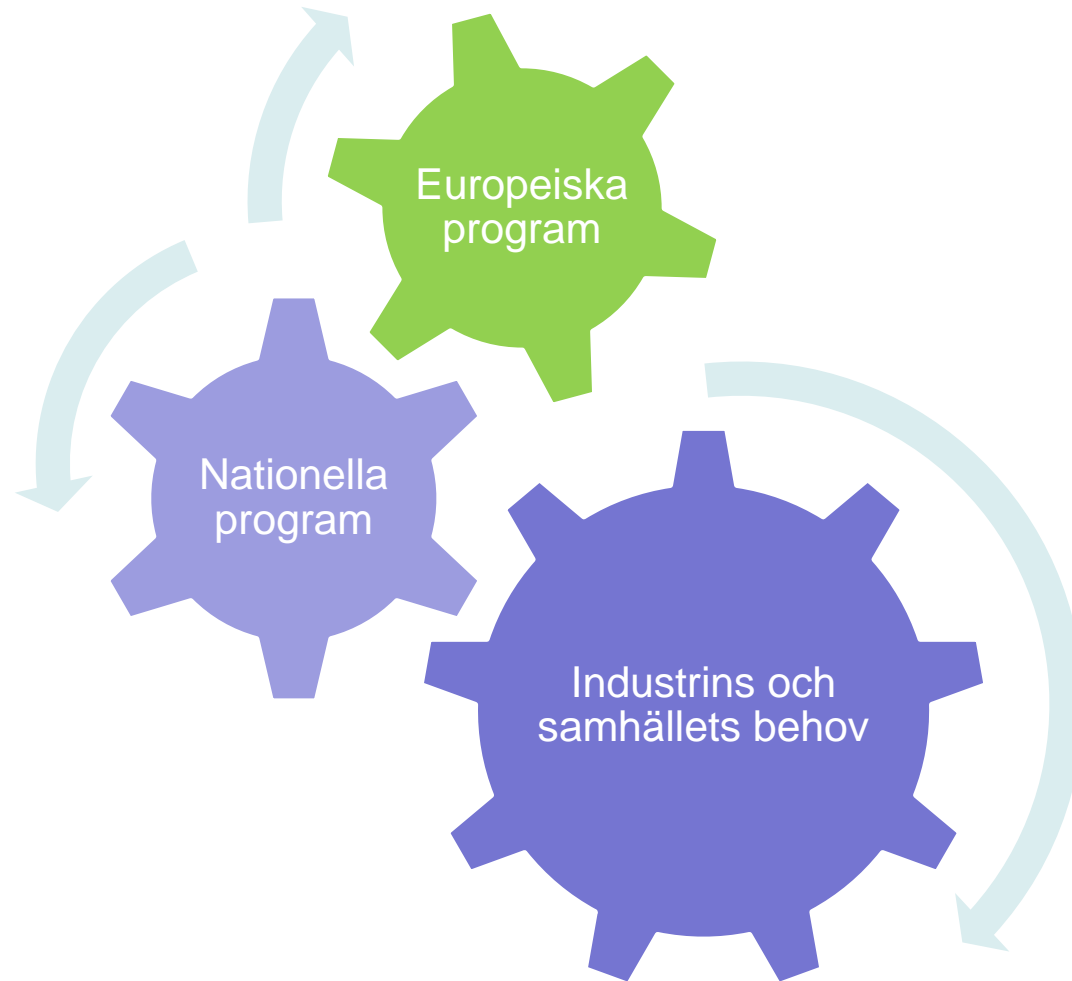 Europeiska
program
Nationella
program
Industrins och
samhällets behov